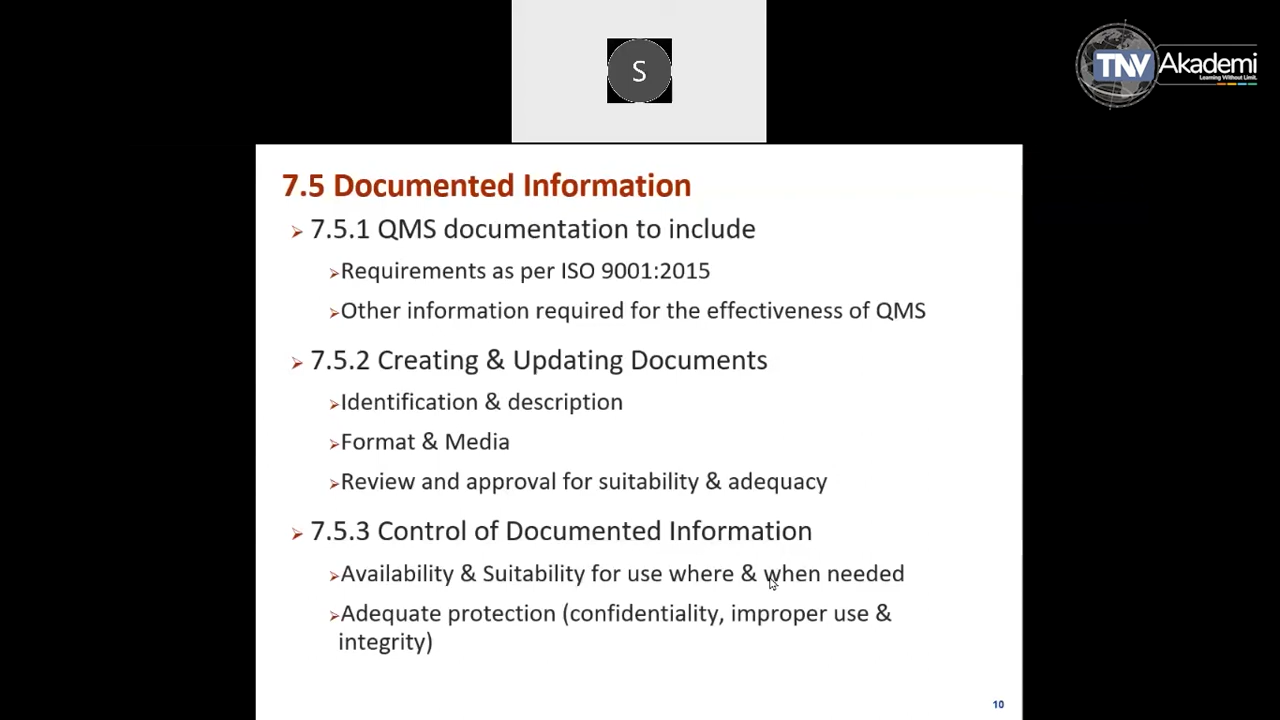 S
TNV Akademi
Learning Without Limit.
7.5 Documented Information
7.5.1 QMS documentation to include
Requirements as per ISO 9001:2015
Other information required for the effectiveness of QMS
7.5.2 Creating & Updating Documents
Identification & description
Format & Media
Review and approval for suitability & adequacy
7.5.3 Control of Documented Information
Availability & Suitability for use where & when needed
Adequate protection (confidentiality, improper use &
integrity)
10